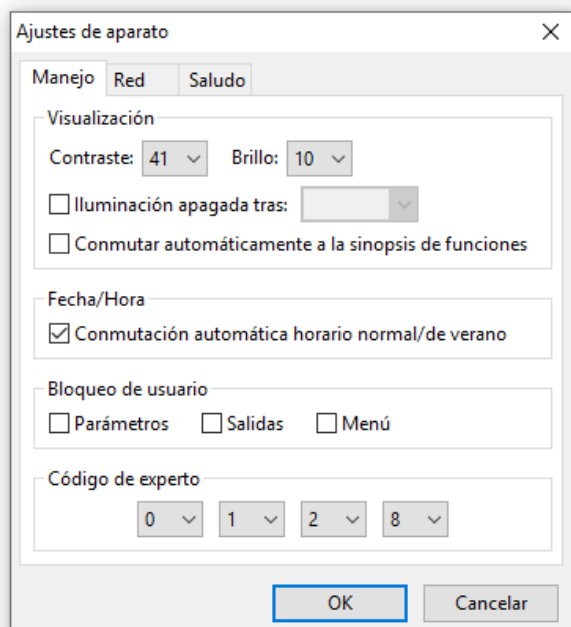 Ajustes de aparato
Manejo Red Saludo
Visualización
Contraste: 41 Brillo: 10
Iluminación apagada tras:
Conmutar automáticamente a la sinopsis de funciones
Fecha/Hora
Conmutación automática horario normal/de verano
Bloqueo de usuario
Parámetros Salidas Menú
Código de experto
0 1 2 8
OK Cancelar